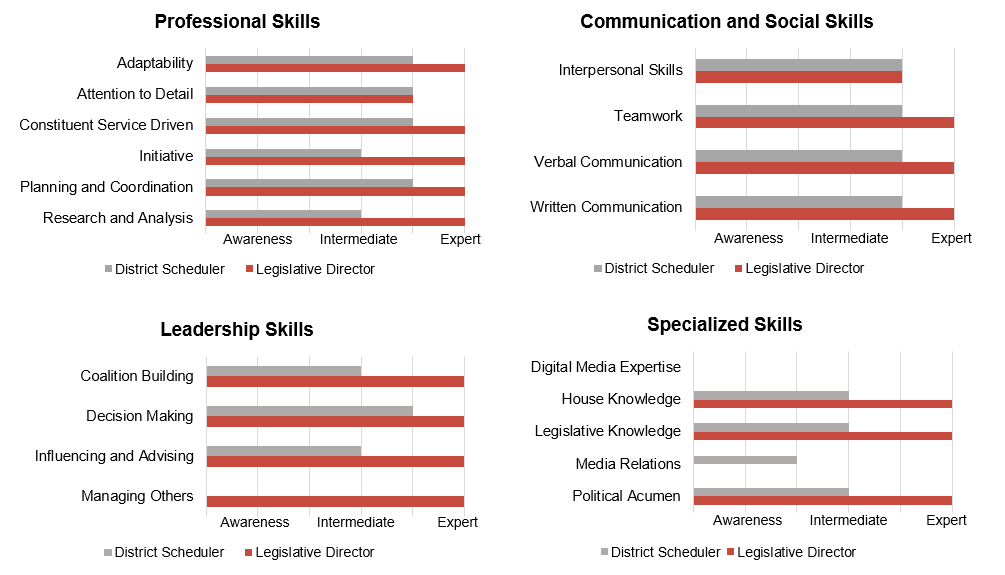 Professional Skills
Adaptability
Attention to Detail
Constituent Service Driven
Initiative
Planning and Coordination
Research and Analysis
Awareness Intermediate Expert
District Scheduler Legislative Director
Communication and Social Skills
Interpersonal Skills
Teamwork
Verbal Communication
Written Communication
Awareness Intermediate Expert
District Scheduler Legislative Director
Leadership Skills
Coalition Building
Decision Making
Influencing and Advising
Managing Others
Awareness Intermediate Expert
District Scheduler Legislative Director
Specialized Skills
Digital Media Expertise
House Knowledge
Legislative Knowledge
Media Relations
Political Acumen
Awareness Intermediate Expert
District Scheduler Legislative Director